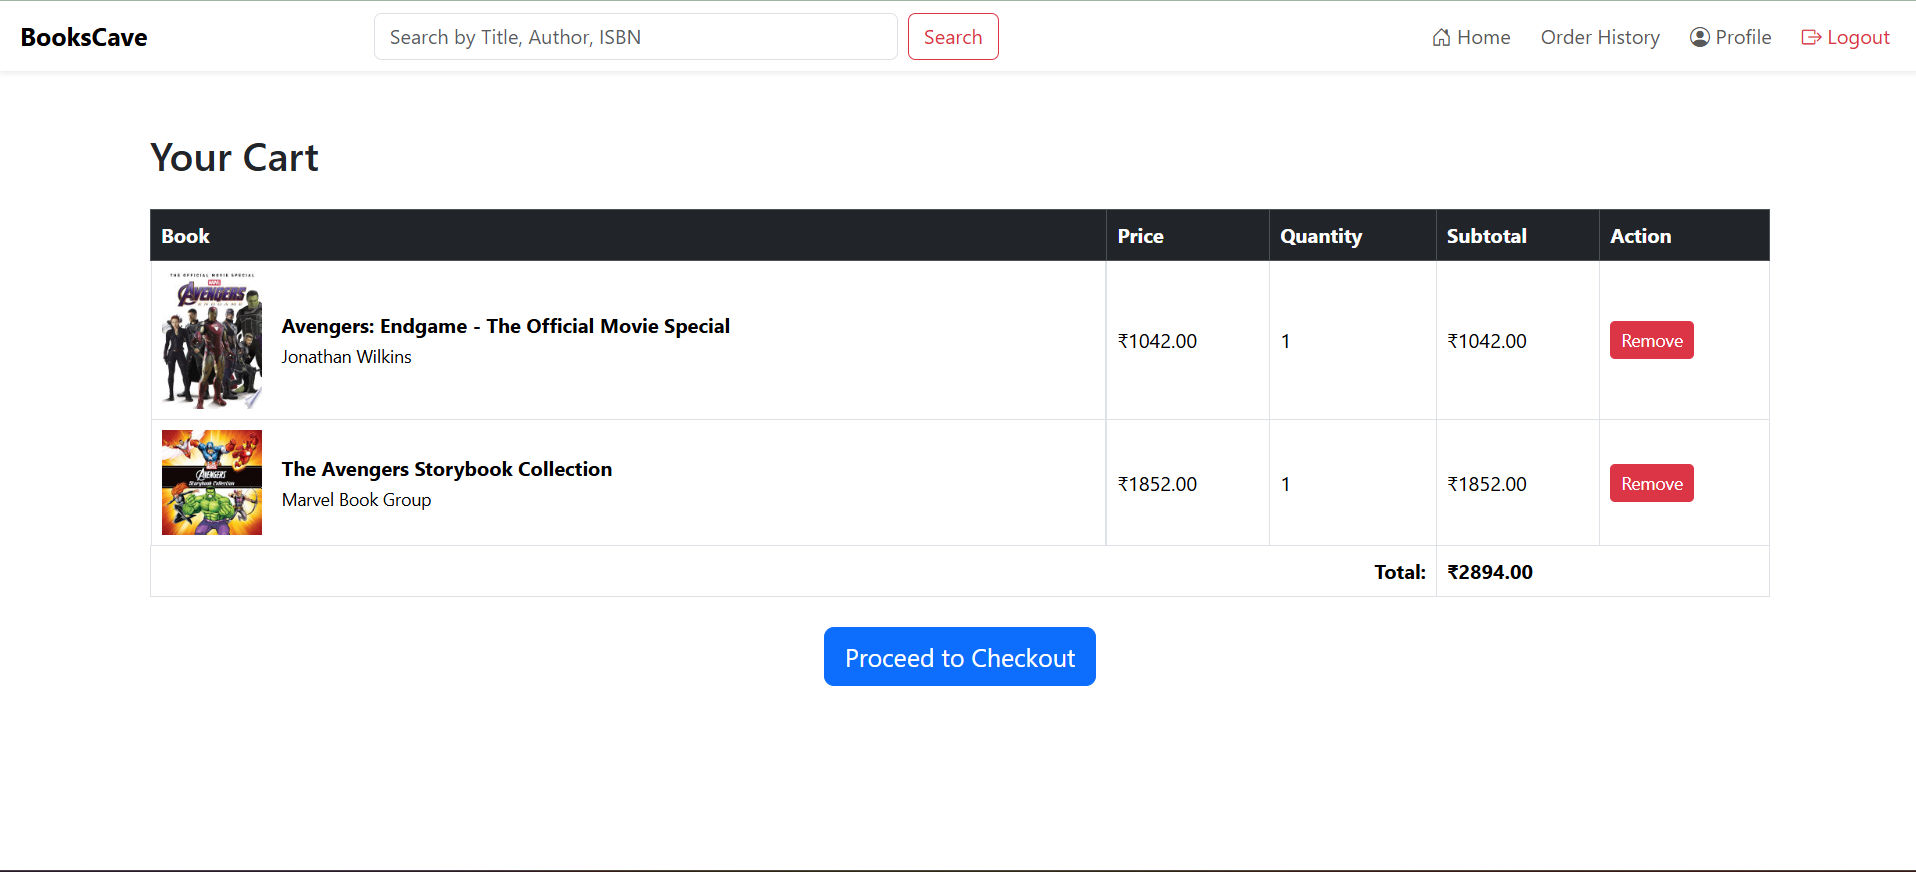 BooksCave
Search by Title, Author, ISBN
Search
Home
Order History
Profile
Logout
Your Cart
Book Price Quantity Subtotal Action
THE OFFICIAL MOVIE SPECIAL
MARVEL
AVENGERS
ENDGAME
Avengers: Endgame - The Official Movie Special
Jonathan Wilkins
₹1042.00 1 ₹1042.00 Remove
MARVEL
AVENGERS
Storybook Collection
The Avengers Storybook Collection
Marvel Book Group
₹1852.00 1 ₹1852.00 Remove
Total: ₹2894.00
Proceed to Checkout